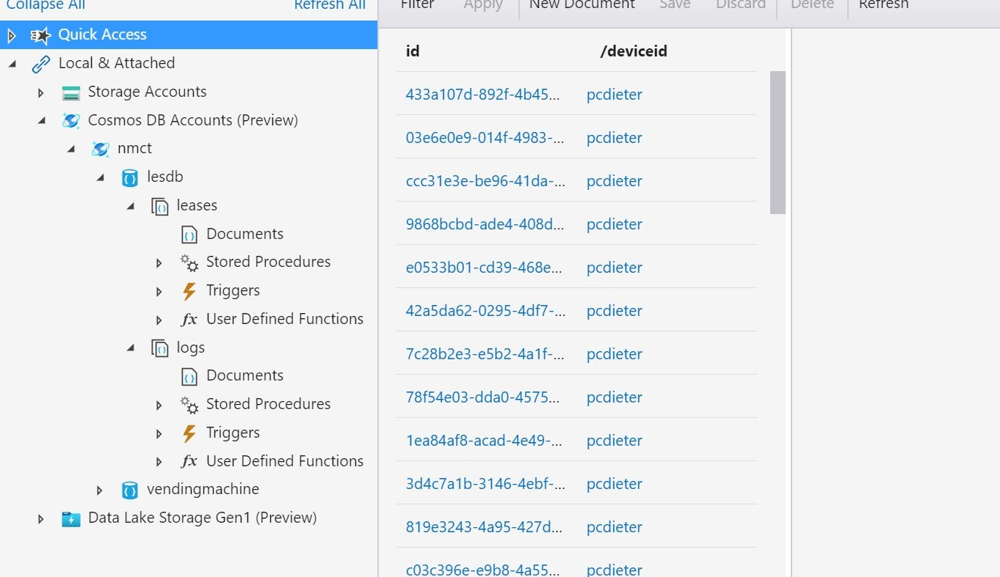 Collapse All Refresh All
Quick Access
Local & Attached
Storage Accounts
Cosmos DB Accounts (Preview)
nmct
lesdb
leases
Documents
Stored Procedures
Triggers
fx User Defined Functions
logs
Documents
Stored Procedures
Triggers
fx User Defined Functions
vendingmachine
Data Lake Storage Gen1 (Preview)
Filter Apply New Document Save Discard Delete Refresh
id /deviceid
433a107d-892f-4b45... pcdieter
03e6e0e9-014f-4983-... pcdieter
ccc31e3e-be96-41da-... pcdieter
9868bcbd-ade4-408d... pcdieter
e0533b01-cd39-468e... pcdieter
42a5da62-0295-4df7-... pcdieter
7c28b2e3-e5b2-4a1f-... pcdieter
78f54e03-dda0-4575... pcdieter
1ea84af8-acad-4e49-... pcdieter
3d4c7a1b-3146-4ebf-... pcdieter
819e3243-4a95-427d... pcdieter
c03c396e-e9b8-4a55... pcdieter